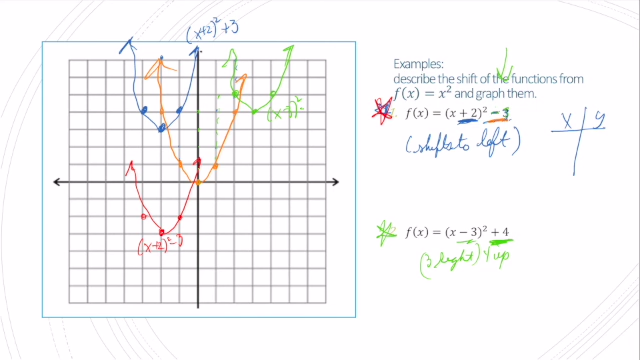 (x+2)²+3
(x-3)²
(x+2)²-3
Examples:
describe the shift of the functions from
f(x) = x² and graph them.
f(x) = (x + 2)² − 3
(shifts to left)
x y
f(x) = (x − 3)² + 4
(3 right) 4 up